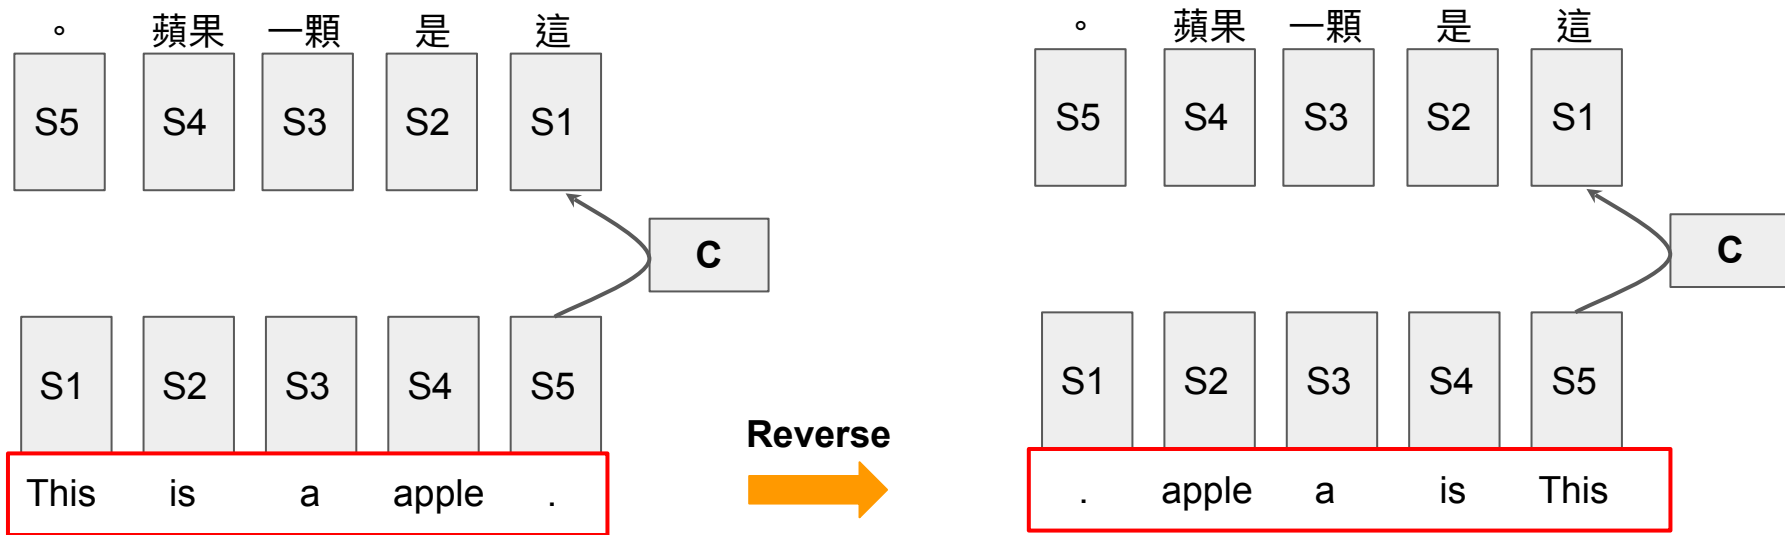 。 蘋果 一顆 是 這
S5 S4 S3 S2 S1
C
S1 S2 S3 S4 S5
This is a apple .
Reverse
。 蘋果 一顆 是 這
S5 S4 S3 S2 S1
C
S1 S2 S3 S4 S5
. apple a is This